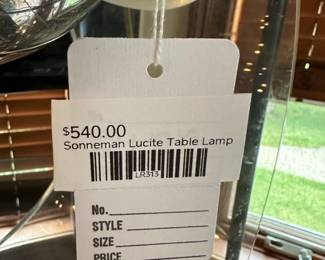 $540.00
Sonneman Lucite Table Lamp
LR313
No.
STYLE
SIZE
PRICE